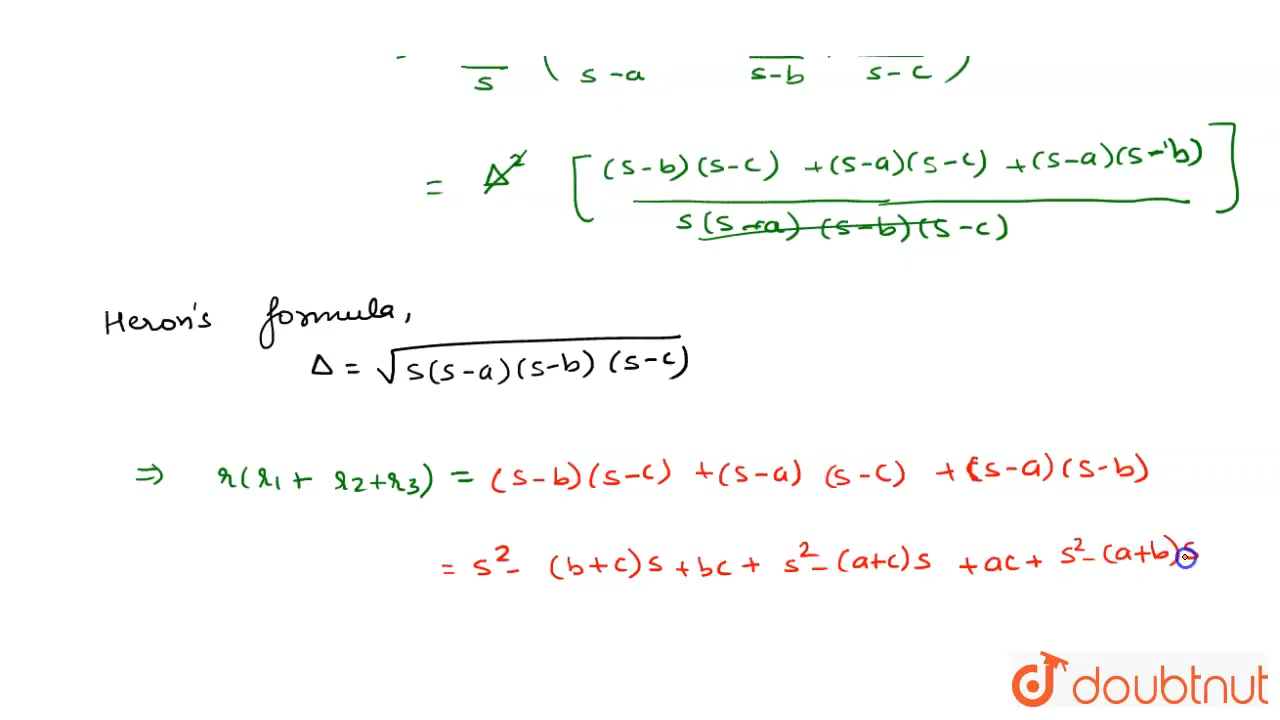 s ( s-a s-b s-c )
= Δ² [ (s-b)(s-c) +(s-a)(s-c) +(s-a)(s-b) ]
s(s-a)(s-b)(s-c)
Heron's formula,
Δ = √s(s-a)(s-b)(s-c)
⇒ r(r₁+ r₂+r₃) = (s-b)(s-c) +(s-a)(s-c) +(s-a)(s-b)
= s²- (b+c)s +bc + s²-(a+c)s +ac+ s²-(a+b)s
doubtnut